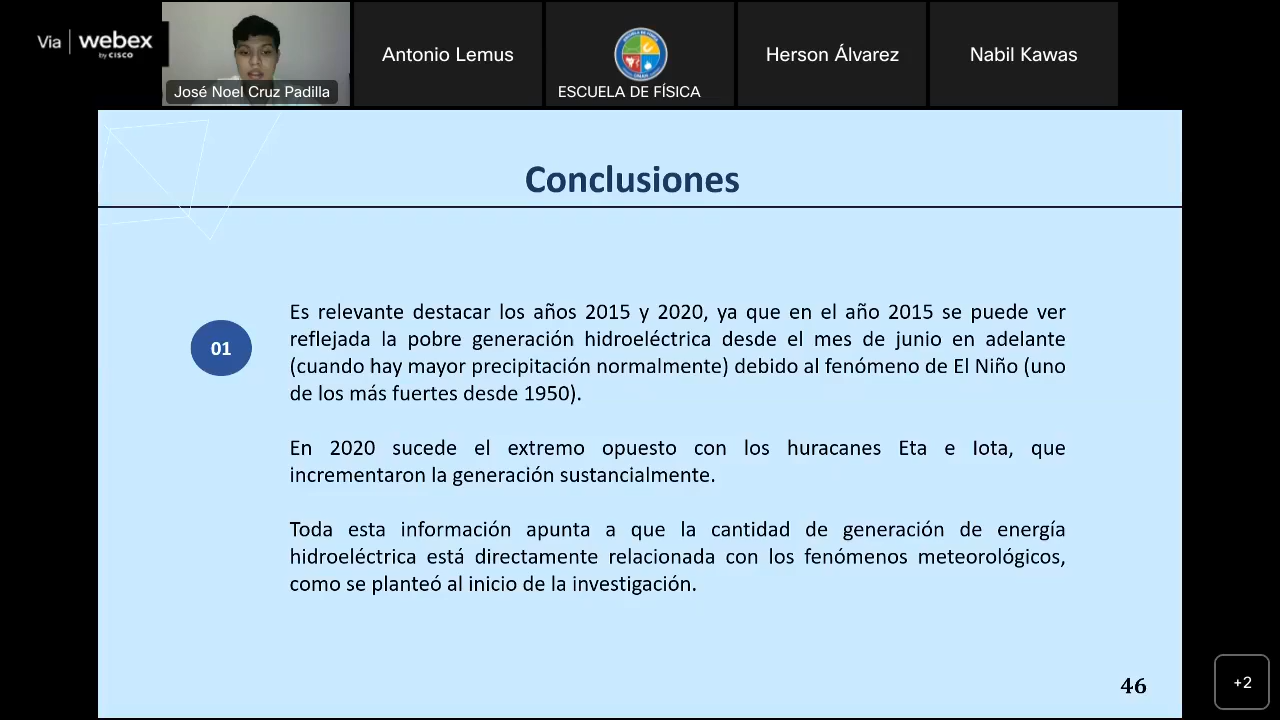 Via | webex
by CISCO
José Noel Cruz Padilla
Antonio Lemus
ESCUELA DE FÍSICA
Herson Álvarez
Nabil Kawas
Conclusiones
01
Es relevante destacar los años 2015 y 2020, ya que en el año 2015 se puede ver
reflejada la pobre generación hidroeléctrica desde el mes de junio en adelante
(cuando hay mayor precipitación normalmente) debido al fenómeno de El Niño (uno
de los más fuertes desde 1950).
En 2020 sucede el extremo opuesto con los huracanes Eta e Iota, que
incrementaron la generación sustancialmente.
Toda esta información apunta a que la cantidad de generación de energía
hidroeléctrica está directamente relacionada con los fenómenos meteorológicos,
como se planteó al inicio de la investigación.
46
+2